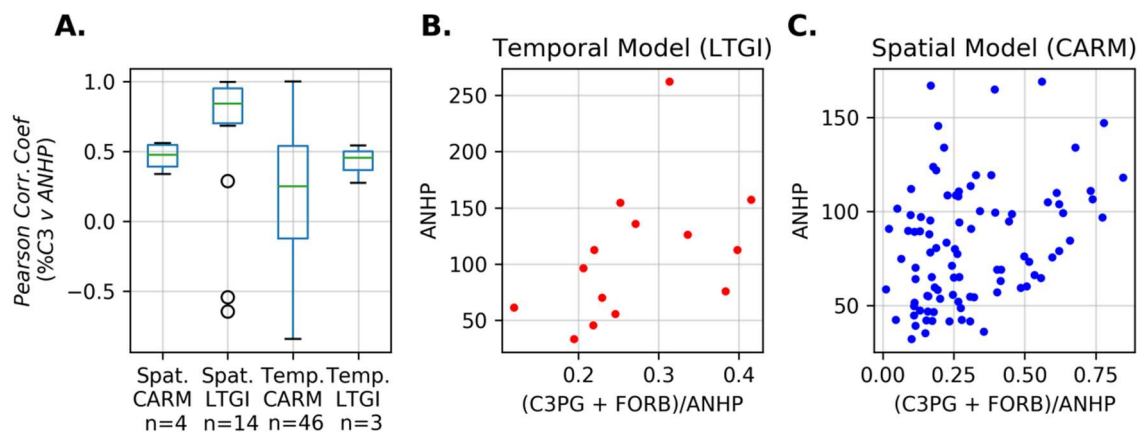 A.
Pearson Corr. Coef
(%C3 v ANHP)
1.0
0.5
0.0
−0.5
Spat.
CARM
n=4
Spat.
LTGI
n=14
Temp.
CARM
n=46
Temp.
LTGI
n=3
B.
Temporal Model (LTGI)
ANHP
250
200
150
100
50
0.2 0.3 0.4
(C3PG + FORB)/ANHP
C.
Spatial Model (CARM)
ANHP
150
100
50
0.00 0.25 0.50 0.75
(C3PG + FORB)/ANHP